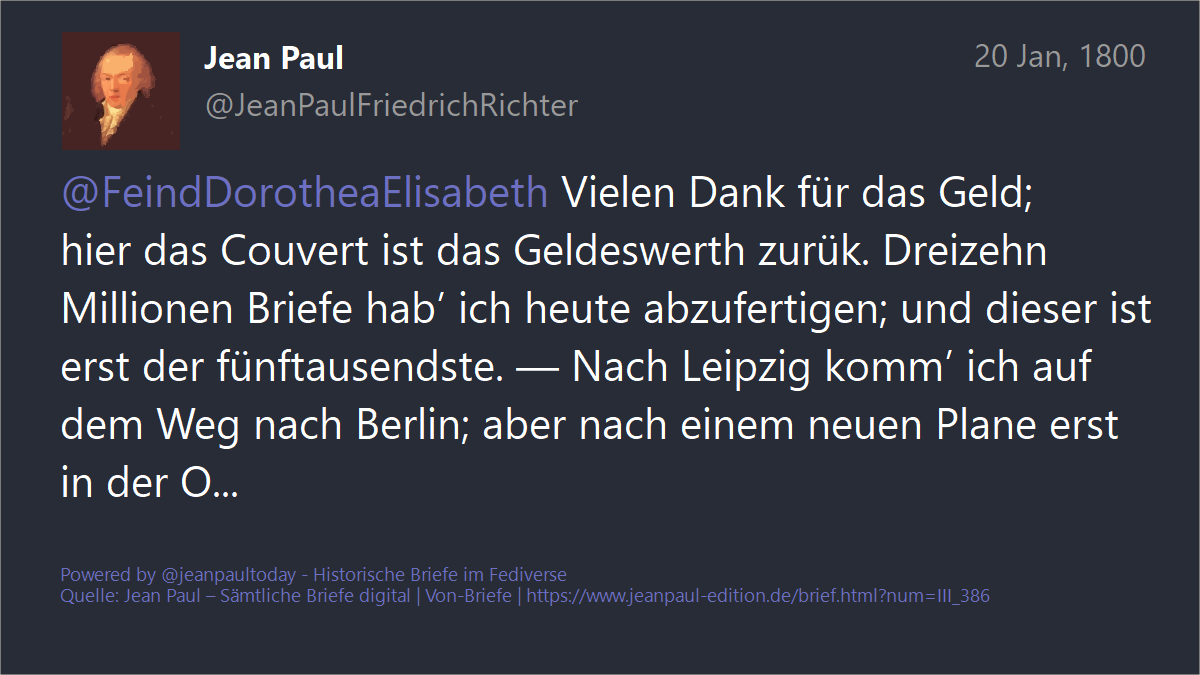 Jean Paul
20 Jan, 1800
@JeanPaulFriedrichRichter
@FeindDorotheaElisabeth Vielen Dank für das Geld;
hier das Couvert ist das Geldeswerth zurük. Dreizehn
Millionen Briefe hab’ ich heute abzufertigen; und dieser ist
erst der fünftausendste. — Nach Leipzig komm’ ich auf
dem Weg nach Berlin; aber nach einem neuen Plane erst
in der O...
Powered by @jeanpaultoday - Historische Briefe im Fediverse
Quelle: Jean Paul – Sämtliche Briefe digital | Von-Briefe | https://www.jeanpaul-edition.de/brief.html?num=III_386